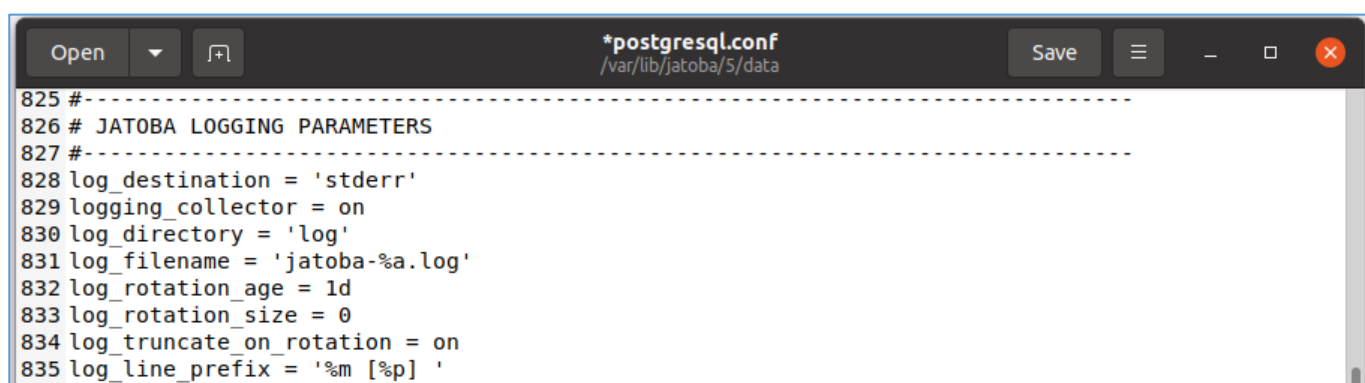 Open
*postgresql.conf
/var/lib/jatoba/5/data
Save
825 #------------------------------------------------------------------------------
826 # JATOBA LOGGING PARAMETERS
827 #------------------------------------------------------------------------------
828 log_destination = 'stderr'
829 logging_collector = on
830 log_directory = 'log'
831 log_filename = 'jatoba-%a.log'
832 log_rotation_age = 1d
833 log_rotation_size = 0
834 log_truncate_on_rotation = on
835 log_line_prefix = '%m [%p] '